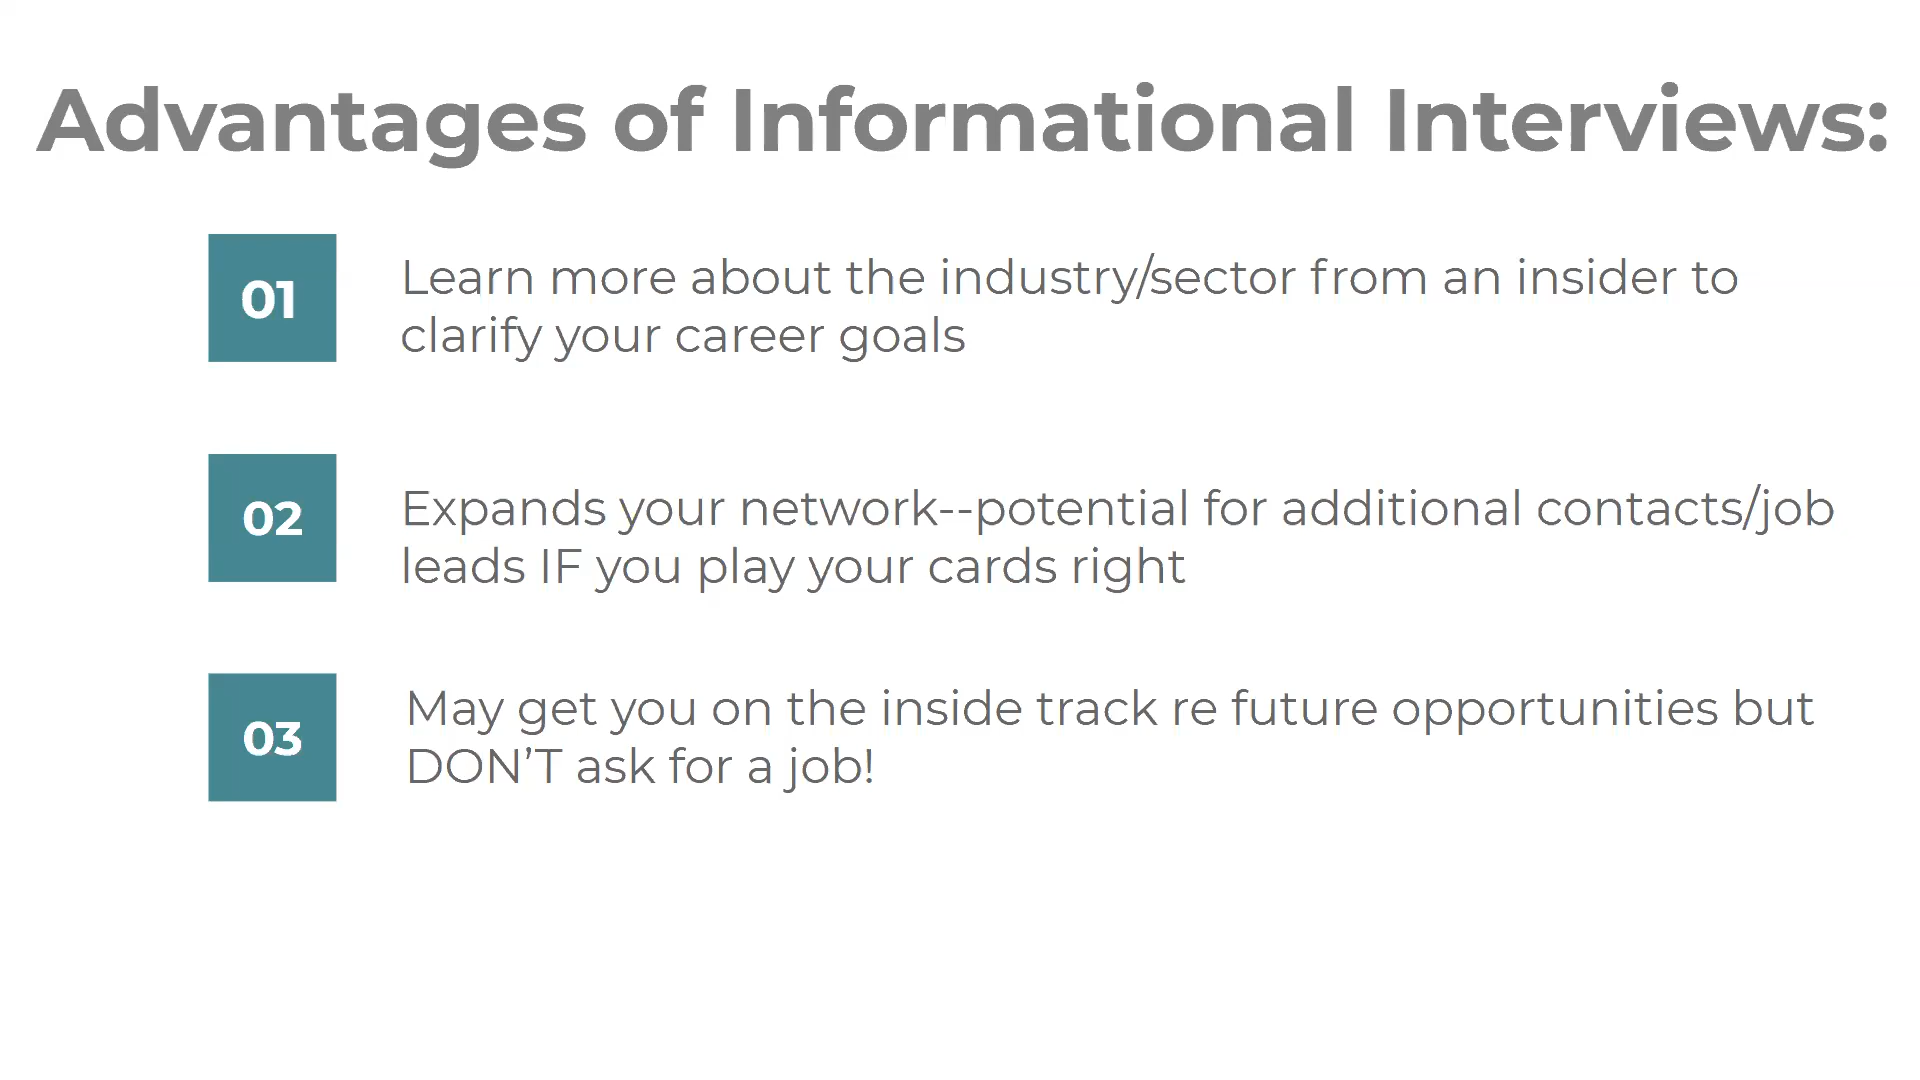 Advantages of Informational Interviews:
01
Learn more about the industry/sector from an insider to
clarify your career goals
02
Expands your network--potential for additional contacts/job
leads IF you play your cards right
03
May get you on the inside track re future opportunities but
DON’T ask for a job!